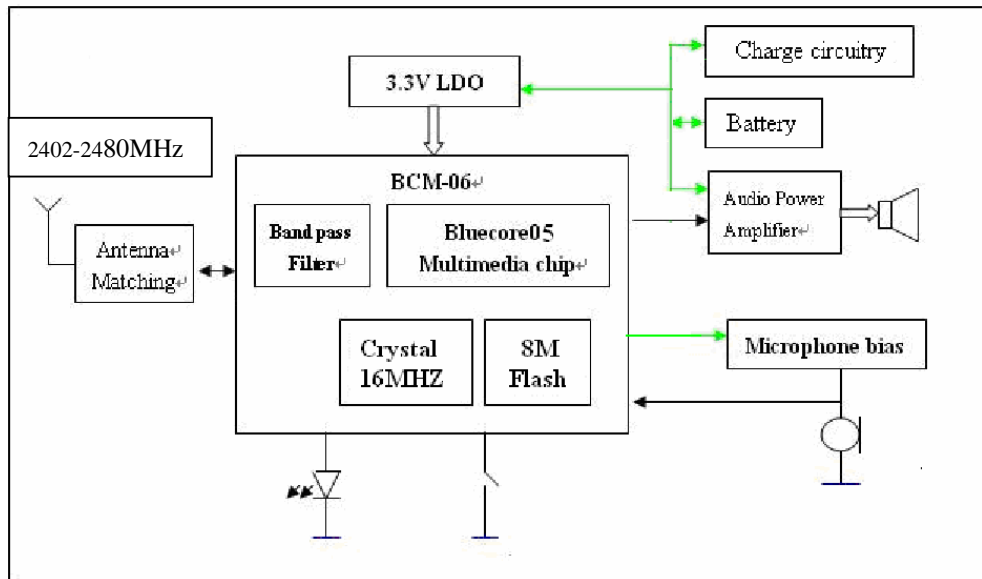 Charge circuitry
3.3V LDO
Battery
2402-2480MHz
BCM-06
Audio Power
Amplifier
Band pass
Filter
Bluecore05
Multimedia chip
Antenna
Matching
Crystal
16MHZ
8M
Flash
Microphone bias